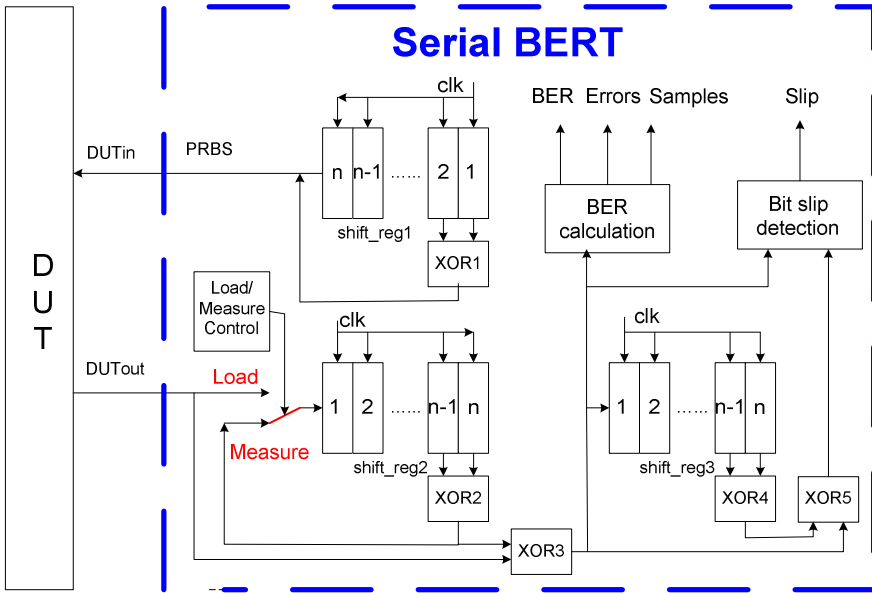 Serial BERT
clk
BER Errors Samples Slip
DUTin
PRBS
n n-1 ...... 2 1
shift_reg1
XOR1
BER
calculation
Bit slip
detection
D
U
T
Load/
Measure
Control
clk
clk
DUTout
Load
Measure
1 2 ...... n-1 n
shift_reg2
XOR2
1 2 ...... n-1 n
shift_reg3
XOR4
XOR5
XOR3